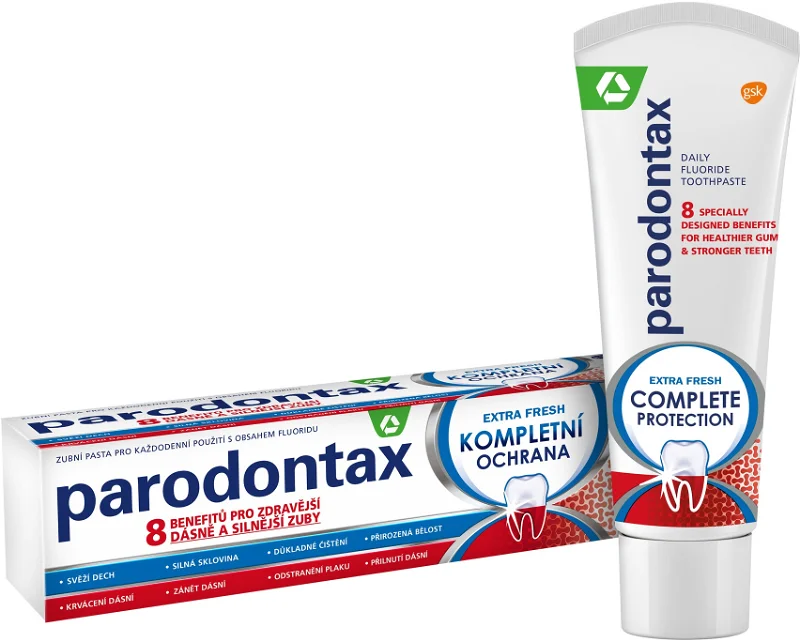 parodontax
EXTRA FRESH
KOMPLETNÍ
OCHRANA
ZUBNÍ PASTA PRO KAŽDODENNÍ POUŽITÍ S OBSAHEM FLUORIDU
parodontax
8 BENEFITŮ PRO ZDRAVĚJŠÍ
DÁSNĚ A SILNĚJŠÍ ZUBY
• SVĚŽÍ DECH • SILNÁ SKLOVINA • DŮKLADNÉ ČIŠTĚNÍ • PŘIROZENÁ BĚLOST
• KRVÁCENÍ DÁSNÍ • ZÁNĚT DÁSNÍ • ODSTRANĚNÍ PLAKU • PŘILNUTÍ DÁSNÍ
gsk
parodontax
DAILY
FLUORIDE
TOOTHPASTE
8 SPECIALLY
DESIGNED BENEFITS
FOR HEALTHIER GUM
& STRONGER TEETH
EXTRA FRESH
COMPLETE
PROTECTION